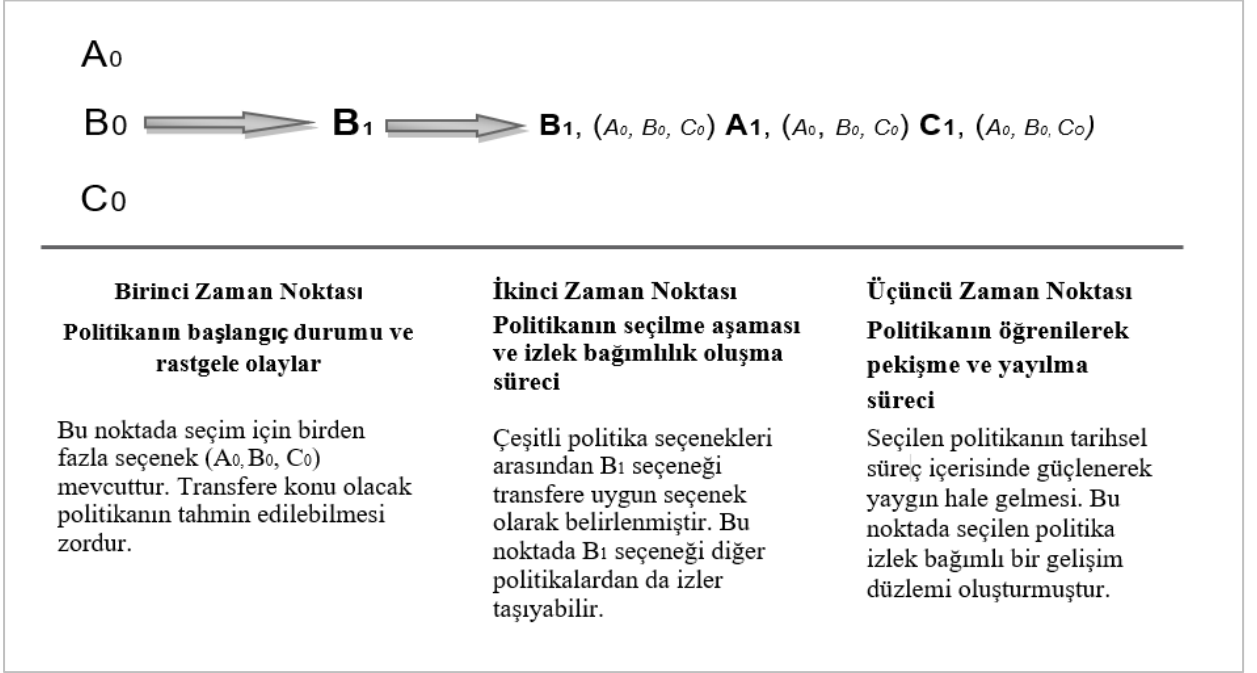 A0
B0 B1 B1, (A0, B0, C0) A1, (A0, B0, C0) C1, (A0, B0, C0)
C0
Birinci Zaman Noktası
Politikanın başlangıç durumu ve
rastgele olaylar
Bu noktada seçim için birden
fazla seçenek (A0, B0, C0)
mevcuttur. Transfere konu olacak
politikanın tahmin edilebilmesi
zordur.
İkinci Zaman Noktası
Politikanın seçilme aşaması
ve izlek bağımlılık oluşma
süreci
Çeşitli politika seçenekleri
arasından B1 seçeneği
transfere uygun seçenek
olarak belirlenmiştir. Bu
noktada B1 seçeneği diğer
politikalardan da izler
taşıyabilir.
Üçüncü Zaman Noktası
Politikanın öğrenilerek
pekişme ve yayılma
süreci
Seçilen politikanın tarihsel
süreç içerisinde güçlenerek
yaygın hale gelmesi. Bu
noktada seçilen politika
izlek bağımlı bir gelişim
düzlemi oluşturmuştur.